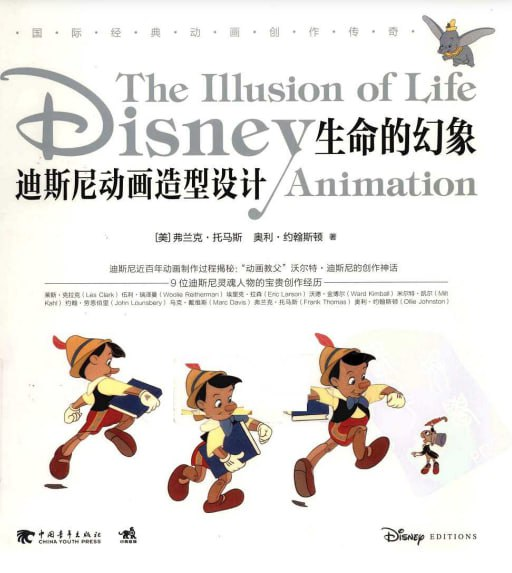 ·国·际·经·典·动·画·创·作·传·奇·
The Illusion of Life
Disney 生命的幻象
迪斯尼动画造型设计 Animation
[美] 弗兰克·托马斯 奥利·约翰斯顿 著
迪斯尼近百年动画制作过程揭秘:“动画教父”沃尔特·迪斯尼的创作神话
9位迪斯尼灵魂人物的宝贵创作经历
莱斯·克拉克(Les Clark) 伍利·瑞泽曼(Woolie Reitherman) 埃里克·拉森(Eric Larson) 沃德·金博尔(Ward Kimball) 米尔特·凯尔(Milt
Kahl) 约翰·劳恩伯里(John Lounsbery) 马克·戴维斯(Marc Davis) 弗兰克·托马斯(Frank Thomas) 奥利·约翰斯顿(Ollie Johnston)
中国青年出版社
CHINA YOUTH PRESS
Disney EDITIONS